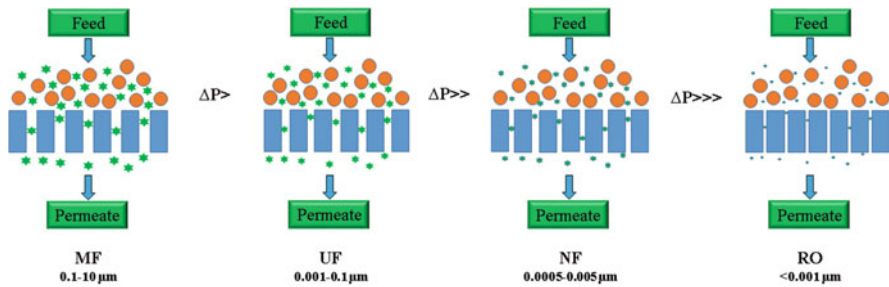 Feed
Feed
Feed
Feed
ΔP>
ΔP>>
ΔP>>>
Permeate
Permeate
Permeate
Permeate
MF
UF
NF
RO
0.1-10 μm
0.001-0.1 μm
0.0005-0.005 μm
<0.001 μm